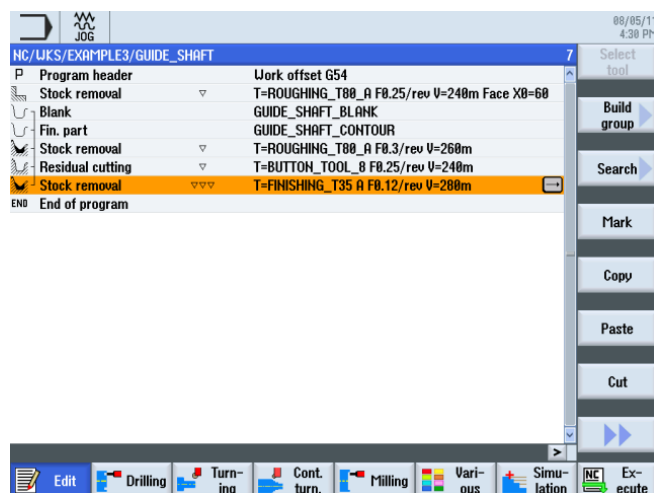 JOG
08/05/1
4:30 PM
NC/WKS/EXAMPLE3/GUIDE_SHAFT 7
P Program header Work offset G54
Stock removal ▽ T=ROUGHING_T80_A F0.25/rev V=240m Face X0=60
Blank GUIDE_SHAFT_BLANK
Fin. part GUIDE_SHAFT_CONTOUR
Stock removal ▽ T=ROUGHING_T80_A F0.3/rev V=260m
Residual cutting ▽ T=BUTTON_TOOL_8 F0.25/rev V=240m
Stock removal ▽▽▽ T=FINISHING_T35 A F0.12/rev V=280m
END End of program
Select
tool
Build
group
Search
Mark
Copy
Paste
Cut
Edit
Drilling
Turn-
ing
Cont.
turn.
Milling
Vari-
ous
Simu-
lation
NC Ex-
ecute